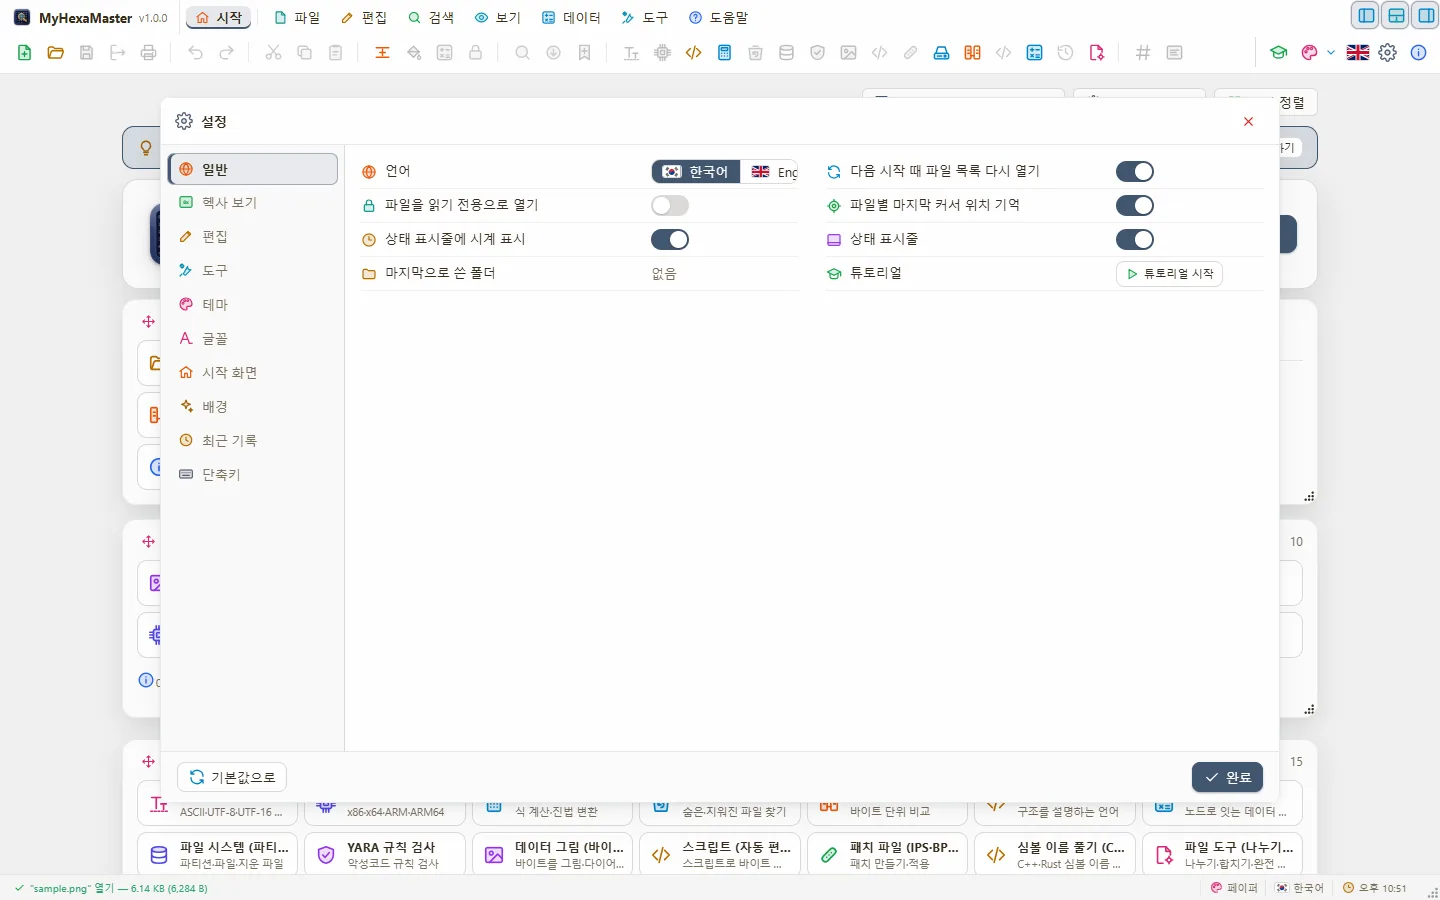 MyHexaMaster v1.0.0
시작
파일
편집
검색
보기
데이터
도구
도움말
정렬
설정
일반
헥사 보기
편집
도구
테마
글꼴
시작 화면
배경
최근 기록
단축키
언어
한국어
Eng
다음 시작 때 파일 목록 다시 열기
파일을 읽기 전용으로 열기
파일별 마지막 커서 위치 기억
상태 표시줄에 시계 표시
상태 표시줄
마지막으로 쓴 폴더
없음
튜토리얼
튜토리얼 시작
10
15
기본값으로
완료
ASCII·UTF-8·UTF-16 ...
x86·x64·ARM·ARM64
식 계산·진법 변환
숨은·지워진 파일 찾기
바이트 단위 비교
구조를 설명하는 언어
노드로 잇는 데이터 ...
파일 시스템 (파티...
파티션·파일·지운 파일
YARA 규칙 검사
악성코드 규칙 검사
데이터 그림 (바이...
바이트를 그림·다이어...
스크립트 (자동 편...
스크립트로 바이트 ...
패치 파일 (IPS·BP...
패치 만들기·적용
심볼 이름 풀기 (C...
C++·Rust 심볼 이름 ...
파일 도구 (나누기...
나누기·합치기·완전 ...
"sample.png" 열기 — 6.14 KB (6,284 B)
페이퍼
한국어
오후 10:51